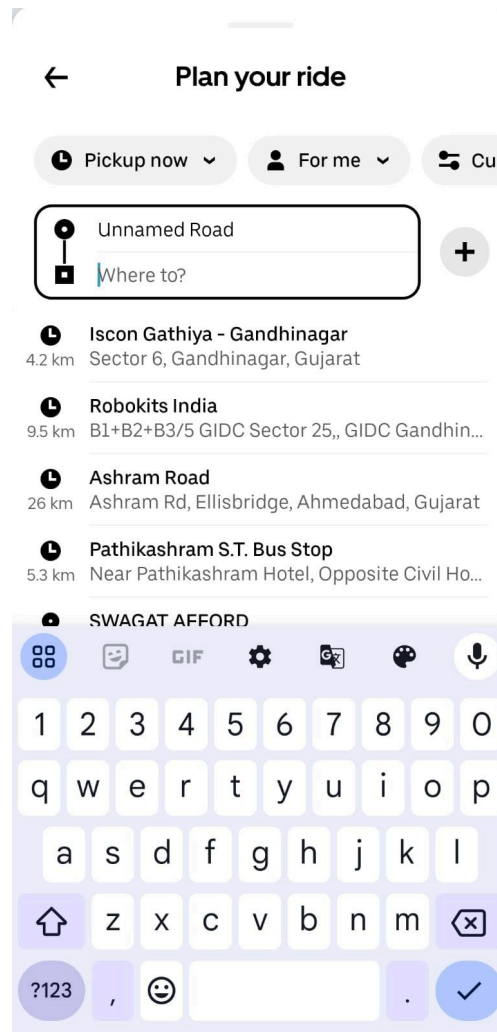 Plan your ride
Pickup now
For me
Cu
Unnamed Road
Where to?
Iscon Gathiya - Gandhinagar
4.2 km
Sector 6, Gandhinagar, Gujarat
Robokits India
9.5 km
B1+B2+B3/5 GIDC Sector 25,, GIDC Gandhin...
Ashram Road
26 km
Ashram Rd, Ellisbridge, Ahmedabad, Gujarat
Pathikashram S.T. Bus Stop
5.3 km
Near Pathikashram Hotel, Opposite Civil Ho...
SWAGAT AFFORD
GIF
1 2 3 4 5 6 7 8 9 0
q w e r t y u i o p
a s d f g h j k l
z x c v b n m
?123 , .